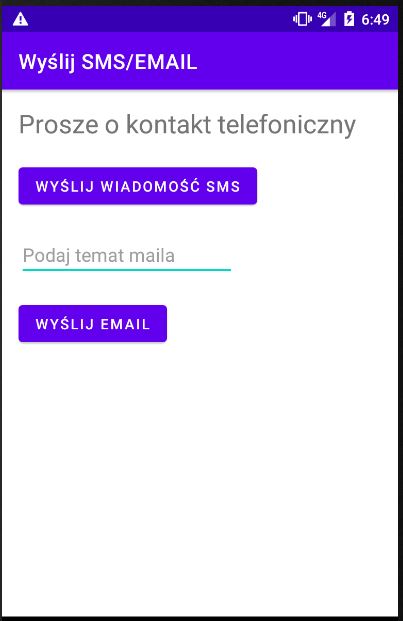 4G 6:49
Wyślij SMS/EMAIL
Prosze o kontakt telefoniczny
WYŚLIJ WIADOMOŚĆ SMS
Podaj temat maila
WYŚLIJ EMAIL